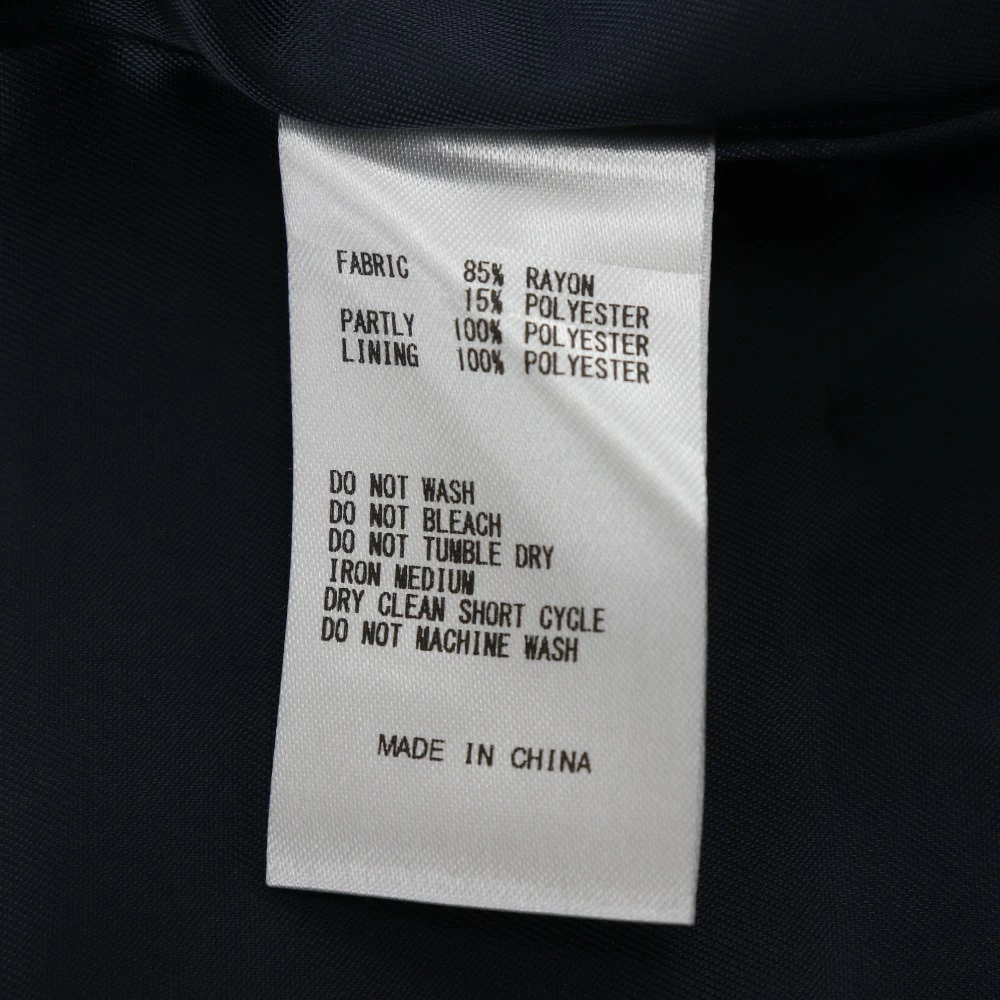 FABRIC 85% RAYON
15% POLYESTER
PARTLY 100% POLYESTER
LINING 100% POLYESTER
DO NOT WASH
DO NOT BLEACH
DO NOT TUMBLE DRY
IRON MEDIUM
DRY CLEAN SHORT CYCLE
DO NOT MACHINE WASH
MADE IN CHINA